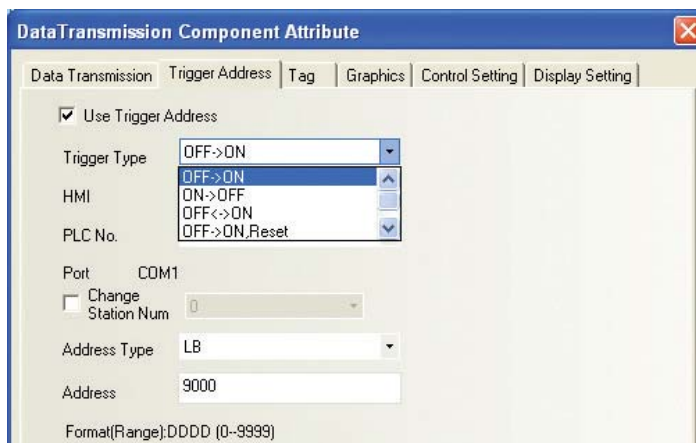 DataTransmission Component Attribute
Data Transmission Trigger Address Tag Graphics Control Setting Display Setting
Use Trigger Address
Trigger Type OFF->ON
OFF->ON
HMI ON->OFF
OFF<->ON
PLC No. OFF->ON,Reset
Port COM1
Change
Station Num 0
Address Type LB
Address 9000
Format(Range):DDDD (0--9999)